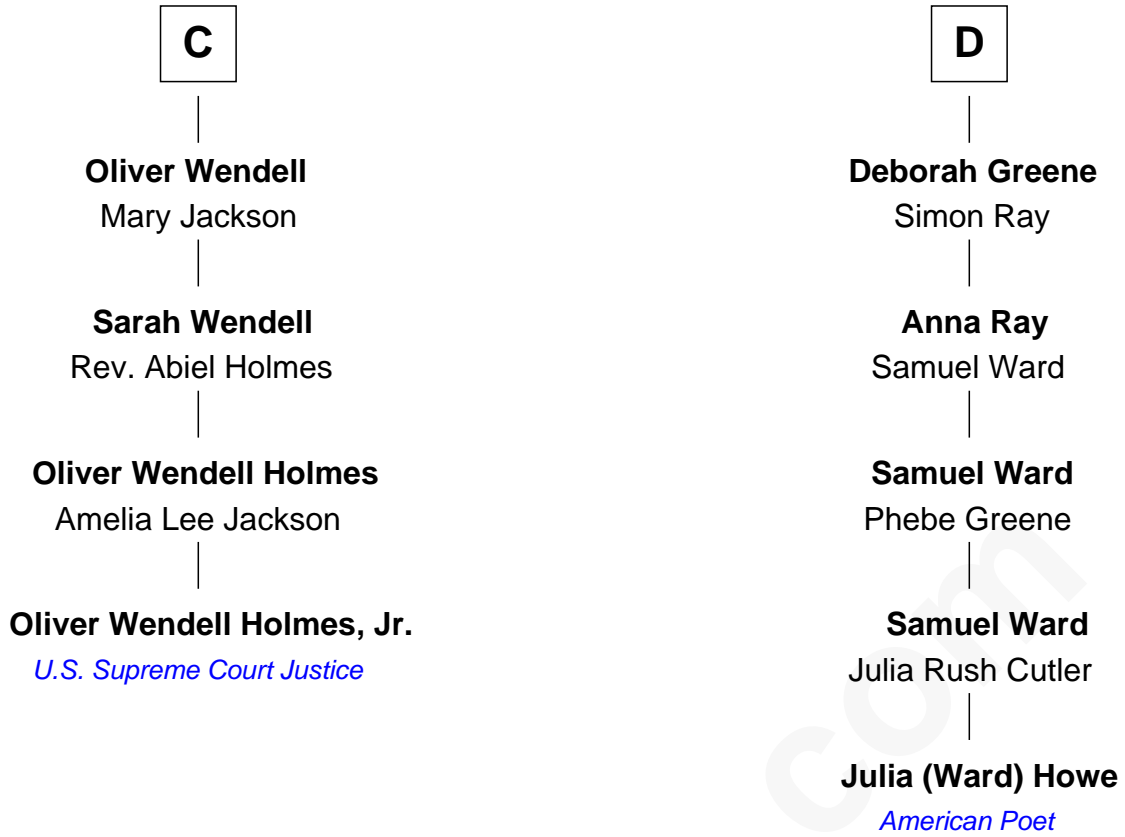 C
Oliver Wendell
Mary Jackson
Sarah Wendell
Rev. Abiel Holmes
Oliver Wendell Holmes
Amelia Lee Jackson
Oliver Wendell Holmes, Jr.
U.S. Supreme Court Justice
D
Deborah Greene
Simon Ray
Anna Ray
Samuel Ward
Samuel Ward
Phebe Greene
Samuel Ward
Julia Rush Cutler
Julia (Ward) Howe
American Poet
com